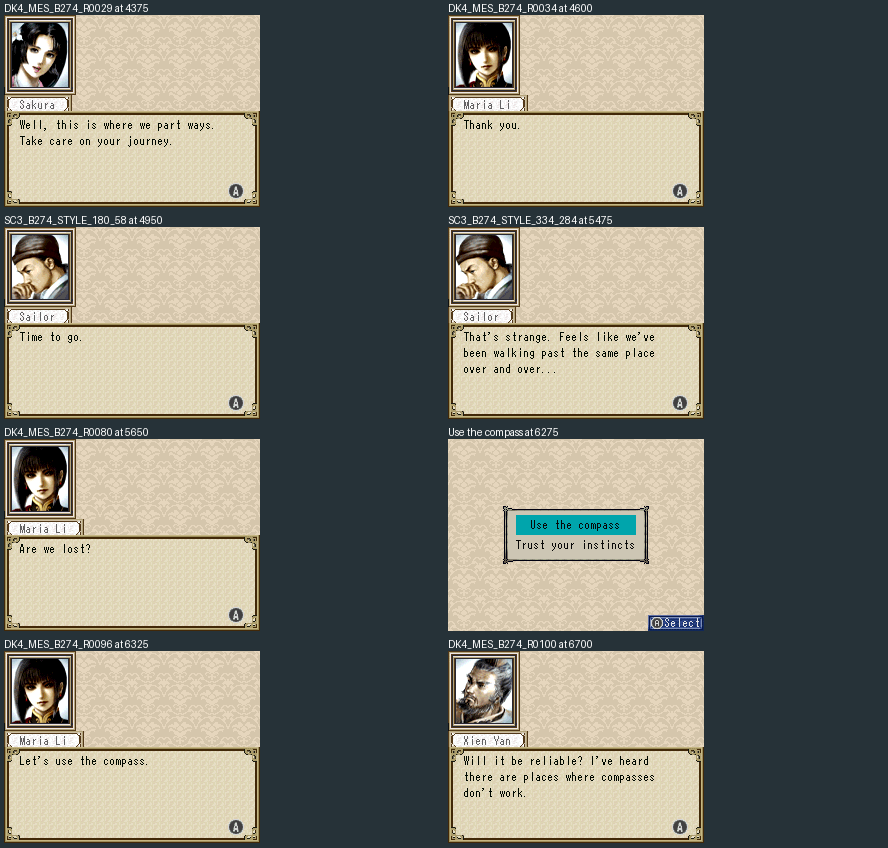 DK4_MES_B274_R0029 at 4375
Sakura
Well, this is where we part ways.
Take care on your journey.
A
DK4_MES_B274_R0034 at 4600
Maria Li
Thank you.
A
SC3_B274_STYLE_180_58 at 4950
Sailor
Time to go.
A
SC3_B274_STYLE_334_284 at 5475
Sailor
That's strange. Feels like we've
been walking past the same place
over and over...
A
DK4_MES_B274_R0080 at 5650
Maria Li
Are we lost?
A
Use the compass at 6275
Use the compass
Trust your instincts
A Select
DK4_MES_B274_R0096 at 6325
Maria Li
Let's use the compass.
A
DK4_MES_B274_R0100 at 6700
Xien Yan
Will it be reliable? I've heard
there are places where compasses
don't work.
A